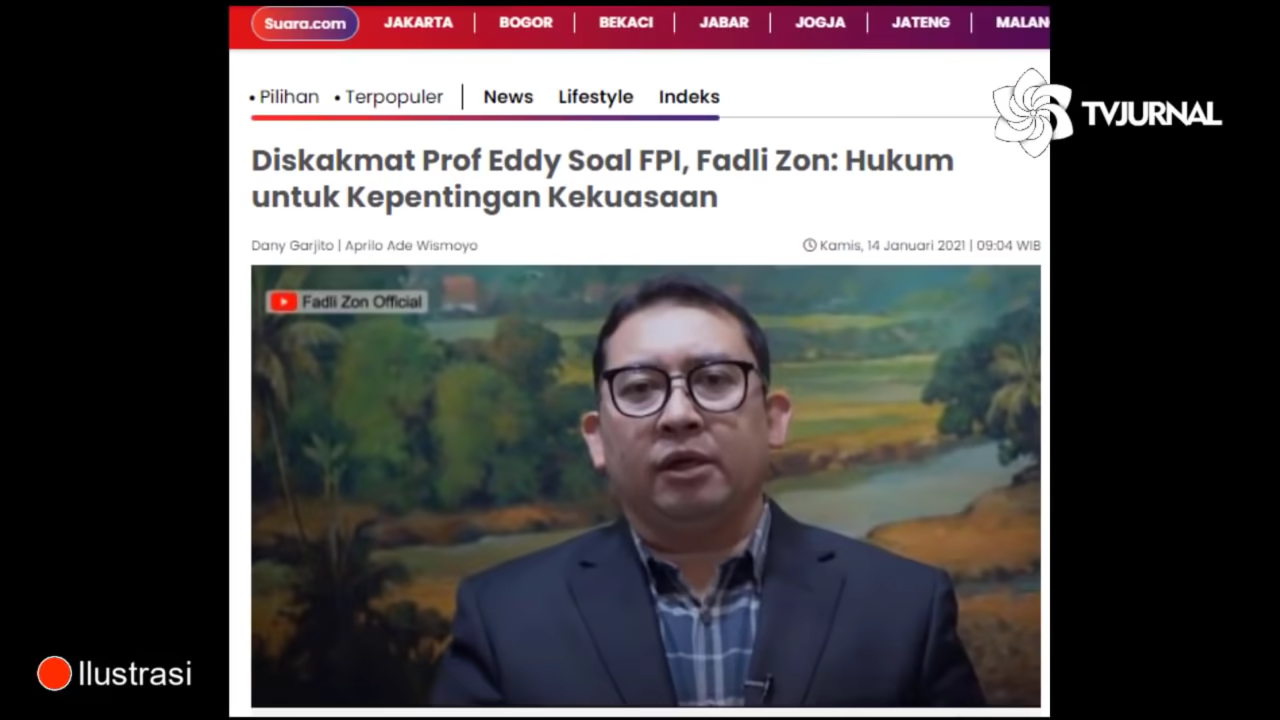 Suara.com JAKARTA | BOGOR | BEKACI | JABAR | JOGJA | JATENG | MALAN
• Pilihan • Terpopuler | News Lifestyle Indeks
TVJURNAL
Diskakmat Prof Eddy Soal FPI, Fadli Zon: Hukum
untuk Kepentingan Kekuasaan
Dany Garjito | Aprilo Ade Wismoyo
Kamis, 14 Januari 2021 | 09:04 WIB
Fadli Zon Official
Ilustrasi